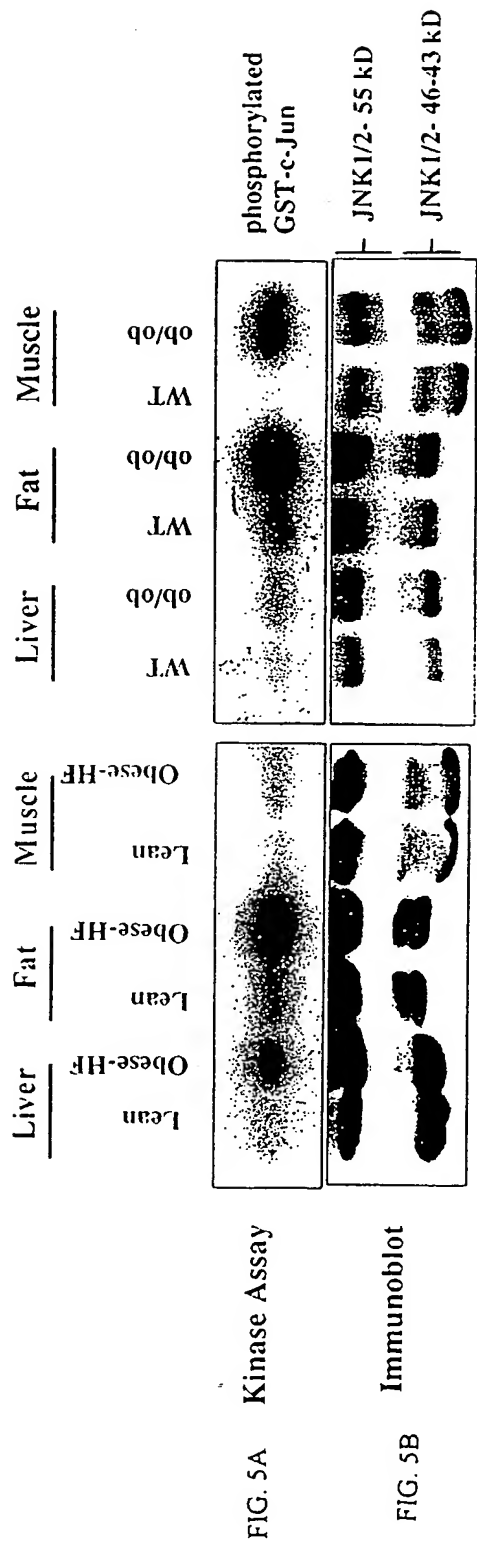 Liver Fat Muscle Liver Fat Muscle
Lean Obese-HF Lean Obese-HF Lean Obese-HF WT ob/ob WT ob/ob WT ob/ob
FIG. 5A Kinase Assay
phosphorylated
GST-c-Jun
FIG. 5B Immunoblot
JNK1/2- 55 kD
JNK1/2- 46-43 kD